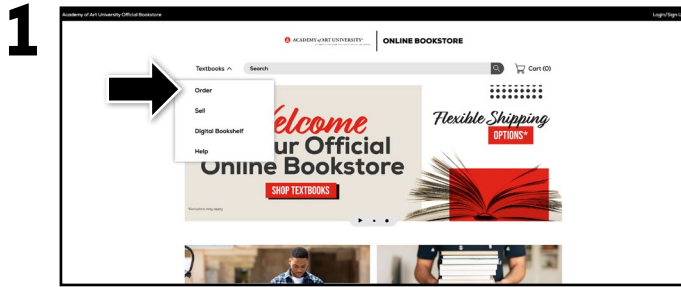 1
Academy of Art University Official Bookstore
Login/Sign U
ACADEMY of ART UNIVERSITY
ONLINE BOOKSTORE
Textbooks
Search
Cart (0)
Order
Sell
Digital Bookshelf
Help
elcome
ur Official
Online Bookstore
SHOP TEXTBOOKS
Flexible Shipping
OPTIONS*